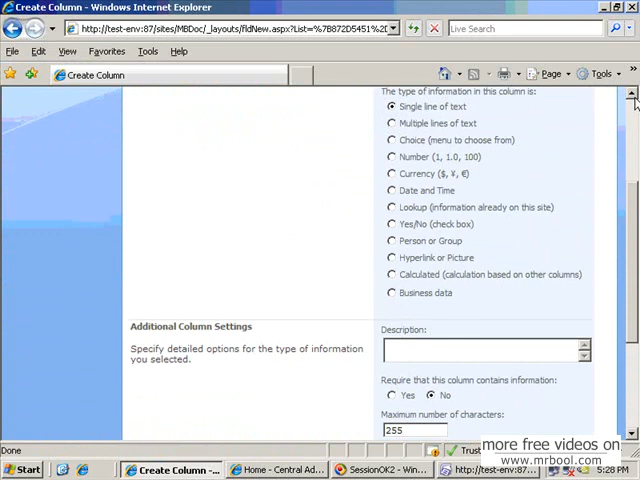 Create Column - Windows Internet Explorer
http://test-env:87/sites/MBDoc/_layouts/fldNew.aspx?List=%7B872D5451%2D
Live Search
File Edit View Favorites Tools Help
Create Column
Page Tools
The type of information in this column is:
Single line of text
Multiple lines of text
Choice (menu to choose from)
Number (1, 1.0, 100)
Currency ($, ¥, €)
Date and Time
Lookup (information already on this site)
Yes/No (check box)
Person or Group
Hyperlink or Picture
Calculated (calculation based on other columns)
Business data
Additional Column Settings
Specify detailed options for the type of information
you selected.
Description:
Require that this column contains information:
Yes No
Maximum number of characters:
255
Done
Trus
more free videos on
www.mrbool.com
Start
Create Column -...
Home - Central Ad...
SessionOK2 - Win...
http://test-env:87...
5:28 PM